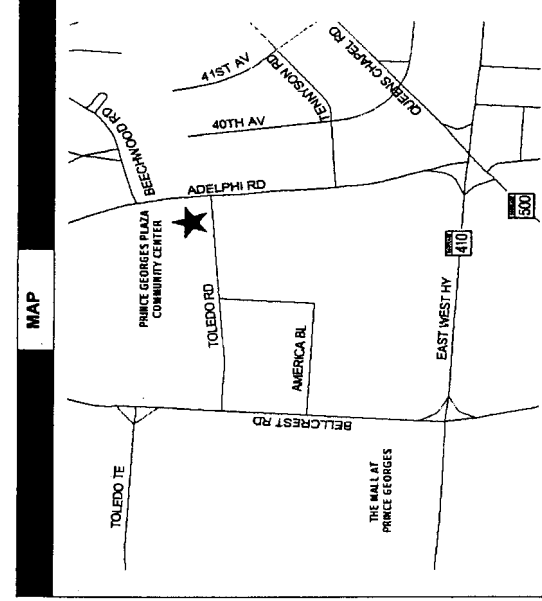 MAP
41ST AV
TENNYSON RD
QUEENS CHAPEL RD
BEECHWOOD RD
40TH AV
ADELPHI RD
PRINCE GEORGES PLAZA
COMMUNITY CENTER
TOLEDO RD
AMERICA BL
EAST WEST HY
410
500
BELLCREST RD
TOLEDO TE
THE MALL AT
PRINCE GEORGES